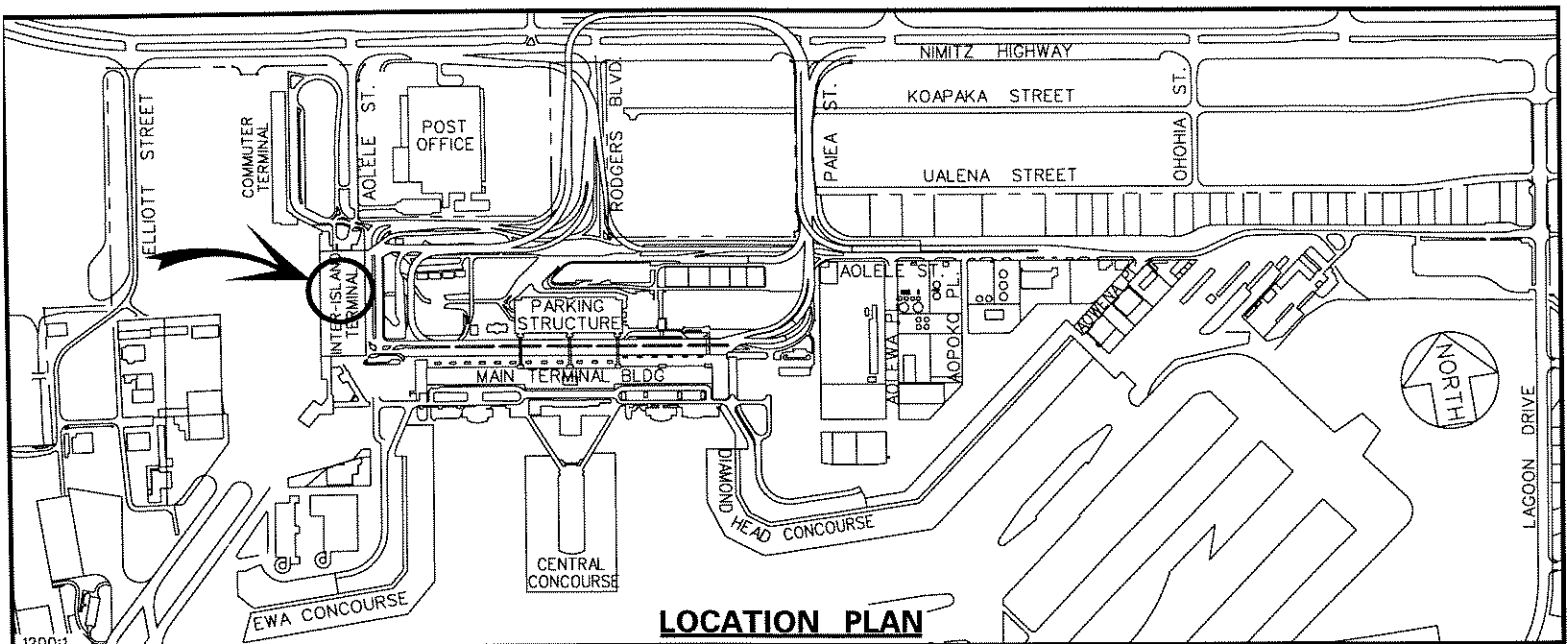 NIMITZ HIGHWAY
KOAPAKA STREET
UALENA STREET
ELLIOTT STREET
COMMUTER
TERMINAL
AOLELE ST.
POST
OFFICE
RODGERS BLVD.
PAIEA ST.
OHOHIA ST.
INTER-ISLAND
TERMINAL
PARKING
STRUCTURE
AOLELE ST.
AOWENA
AOLEWA PL
AOPOKO PL.
MAIN TERMINAL BLDG
NORTH
LAGOON DRIVE
DIAMOND HEAD CONCOURSE
CENTRAL
CONCOURSE
EWA CONCOURSE
LOCATION PLAN
1200:1